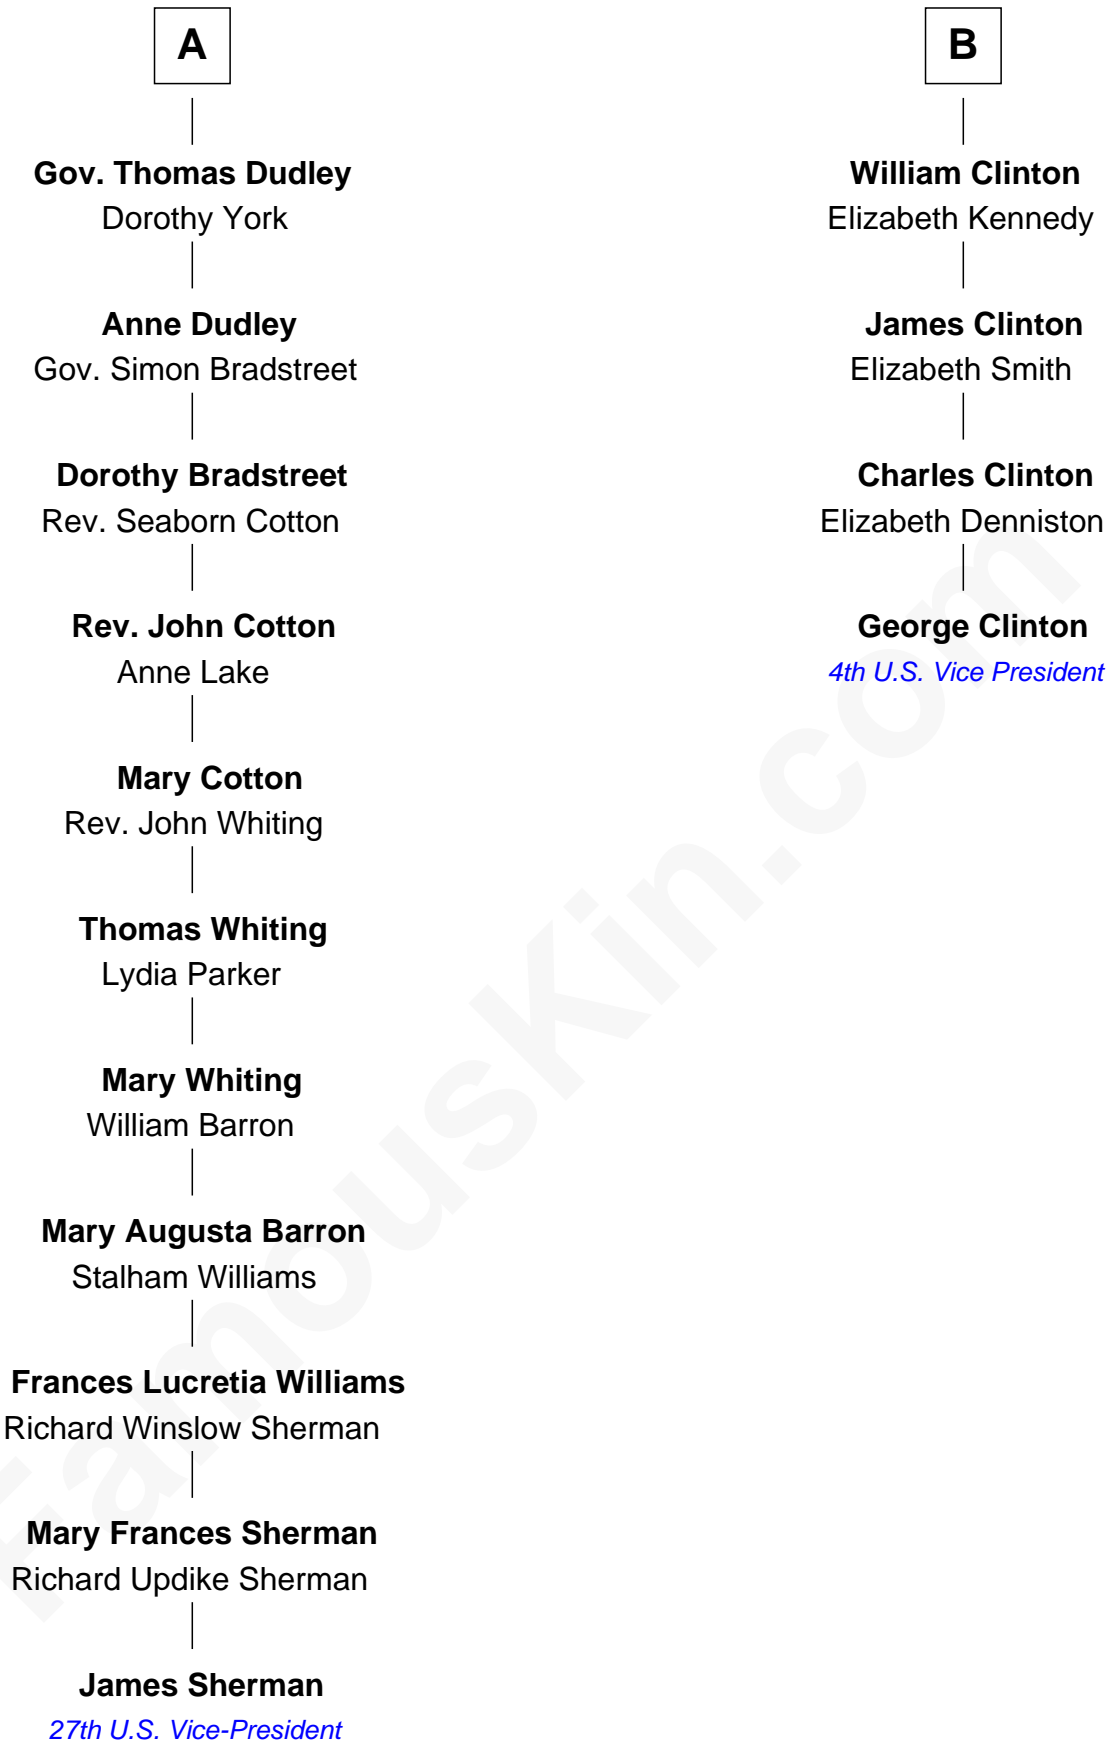 A
Gov. Thomas Dudley
Dorothy York
Anne Dudley
Gov. Simon Bradstreet
Dorothy Bradstreet
Rev. Seaborn Cotton
Rev. John Cotton
Anne Lake
Mary Cotton
Rev. John Whiting
Thomas Whiting
Lydia Parker
Mary Whiting
William Barron
Mary Augusta Barron
Stalham Williams
Frances Lucretia Williams
Richard Winslow Sherman
Mary Frances Sherman
Richard Updike Sherman
James Sherman
27th U.S. Vice-President
B
William Clinton
Elizabeth Kennedy
James Clinton
Elizabeth Smith
Charles Clinton
Elizabeth Denniston
George Clinton
4th U.S. Vice President
FamousKin.com